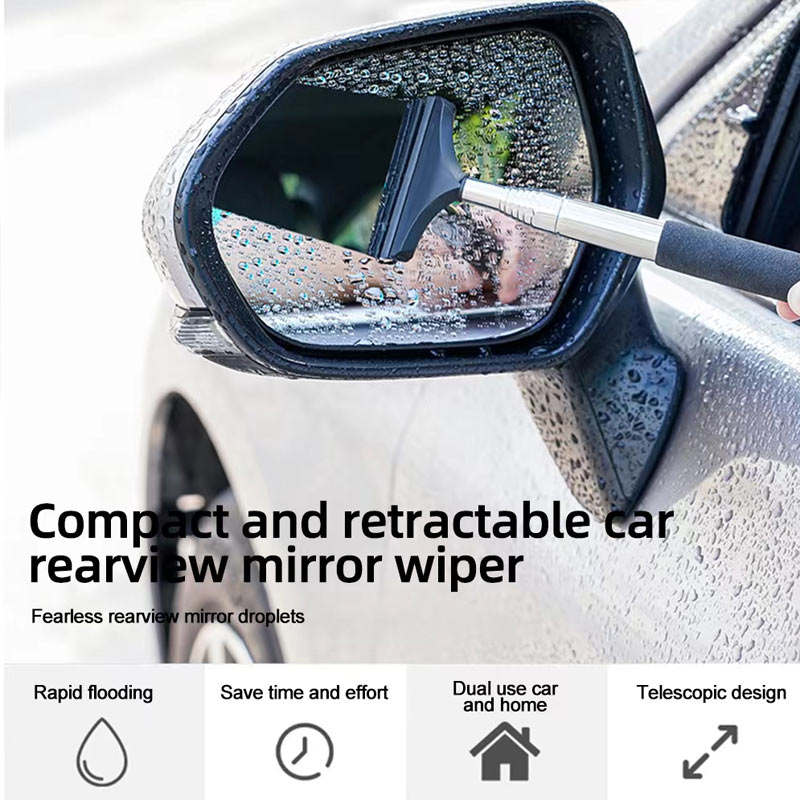 Compact and retractable car
rearview mirror wiper
Fearless rearview mirror droplets
Rapid flooding
Save time and effort
Dual use car
and home
Telescopic design